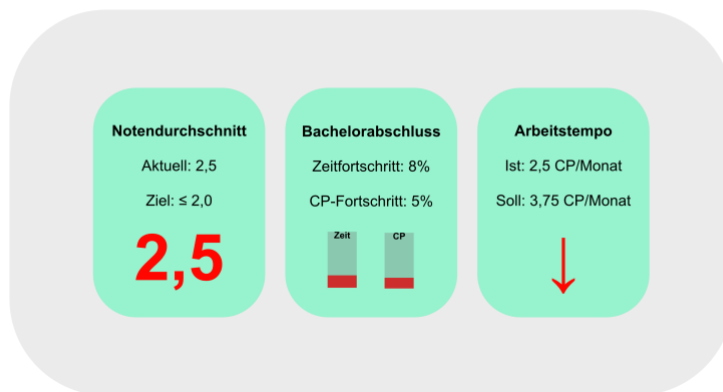 Notendurchschnitt
Aktuell: 2,5
Ziel: ≤ 2,0
2,5
Bachelorabschluss
Zeitfortschritt: 8%
CP-Fortschritt: 5%
Zeit CP
Arbeitstempo
Ist: 2,5 CP/Monat
Soll: 3,75 CP/Monat